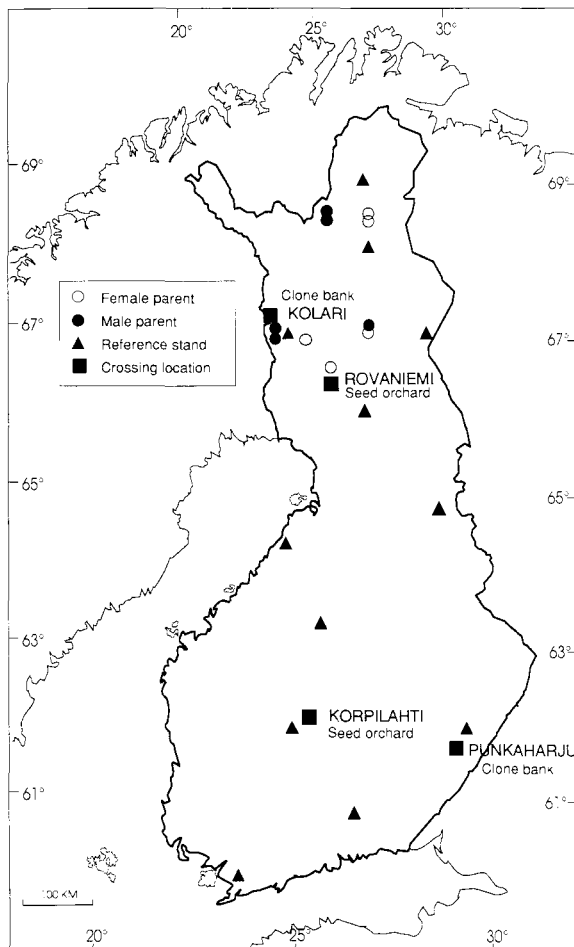 20° 25° 30°
69° 69°
Female parent
Male parent
Reference stand
Crossing location
Clone bank
KOLARI
67° 67°
ROVANIEMI
Seed orchard
65° 65°
63° 63°
KORPILAHTI
Seed orchard
PUNKAHARJU
Clone bank
61° 61°
100 KM
20° 25° 30°